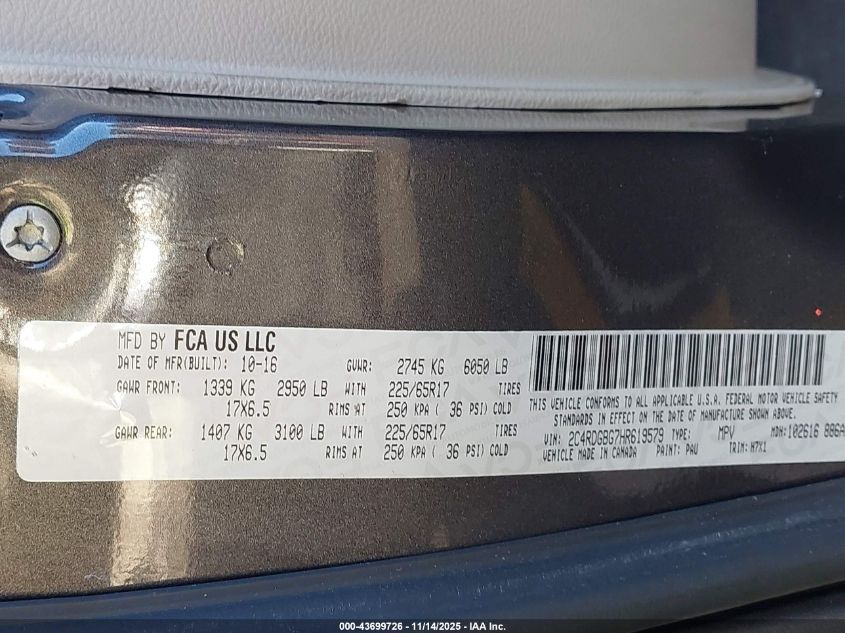 MFD BY FCA US LLC
DATE OF MFR(BUILT): 10-16 GVWR: 2745 KG 6050 LB
GAWR FRONT: 1339 KG 2950 LB WITH 225/65R17 TIRES
17X6.5 RIMS AT 250 KPA ( 36 PSI) COLD
GAWR REAR: 1407 KG 3100 LB WITH 225/65R17 TIRES
17X6.5 RIMS AT 250 KPA ( 36 PSI) COLD
THIS VEHICLE CONFORMS TO ALL APPLICABLE U.S.A. FEDERAL MOTOR VEHICLE SAFETY
STANDARDS IN EFFECT ON THE DATE OF MANUFACTURE SHOWN ABOVE.
VIN: 2C4RDGBG7HR619579 TYPE: MPV MDH: 102616 886A
VEHICLE MADE IN CANADA PAINT: PAU TRIM: H7X1
000-43699726 - 11/14/2025 - IAA Inc.